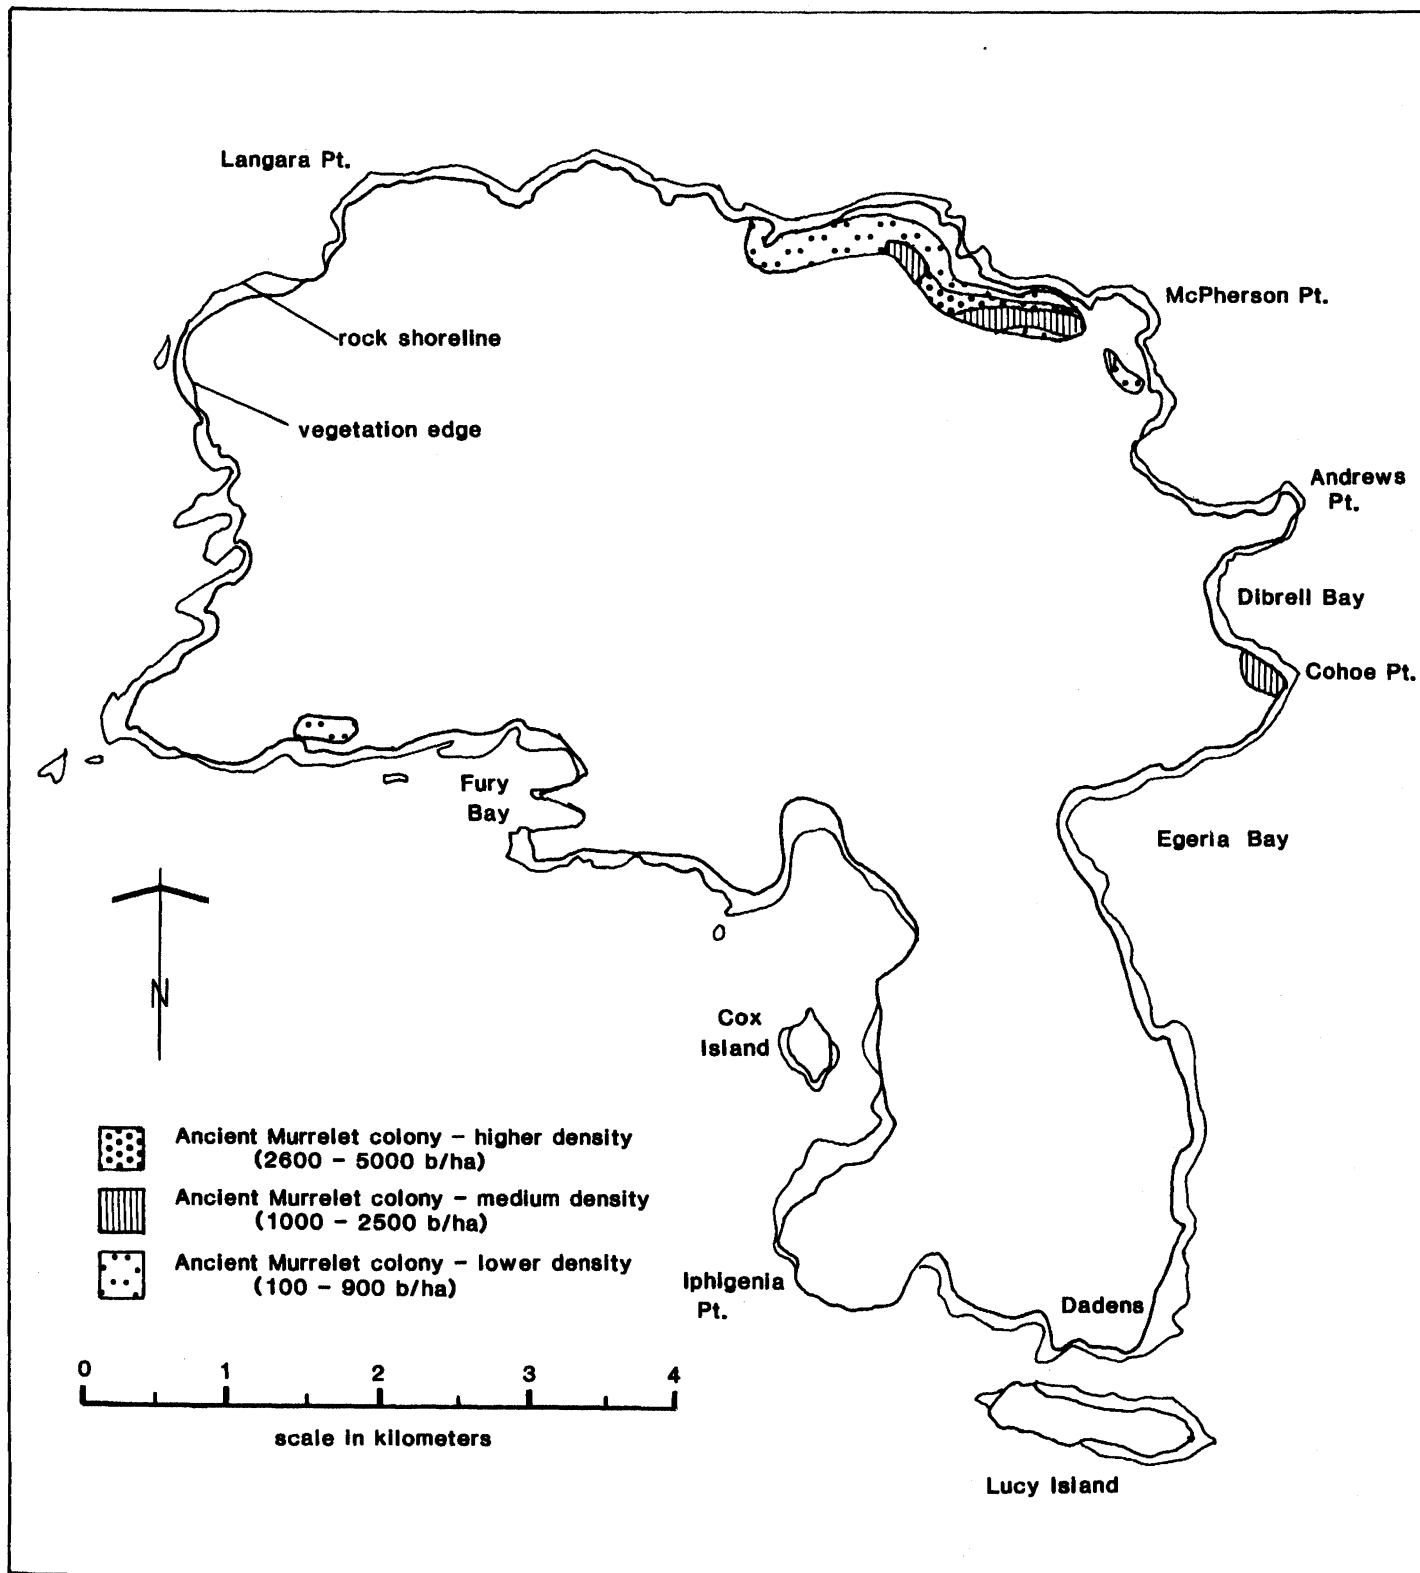 Langara Pt.
McPherson Pt.
rock shoreline
vegetation edge
Andrews
Pt.
Dibrell Bay
Cohoe Pt.
Fury
Bay
Egeria Bay
N
Cox
Island
Ancient Murrelet colony - higher density
(2600 - 5000 b/ha)
Ancient Murrelet colony - medium density
(1000 - 2500 b/ha)
Ancient Murrelet colony - lower density
(100 - 900 b/ha)
Iphigenia
Pt.
Dadens
0 1 2 3 4
scale in kilometers
Lucy Island